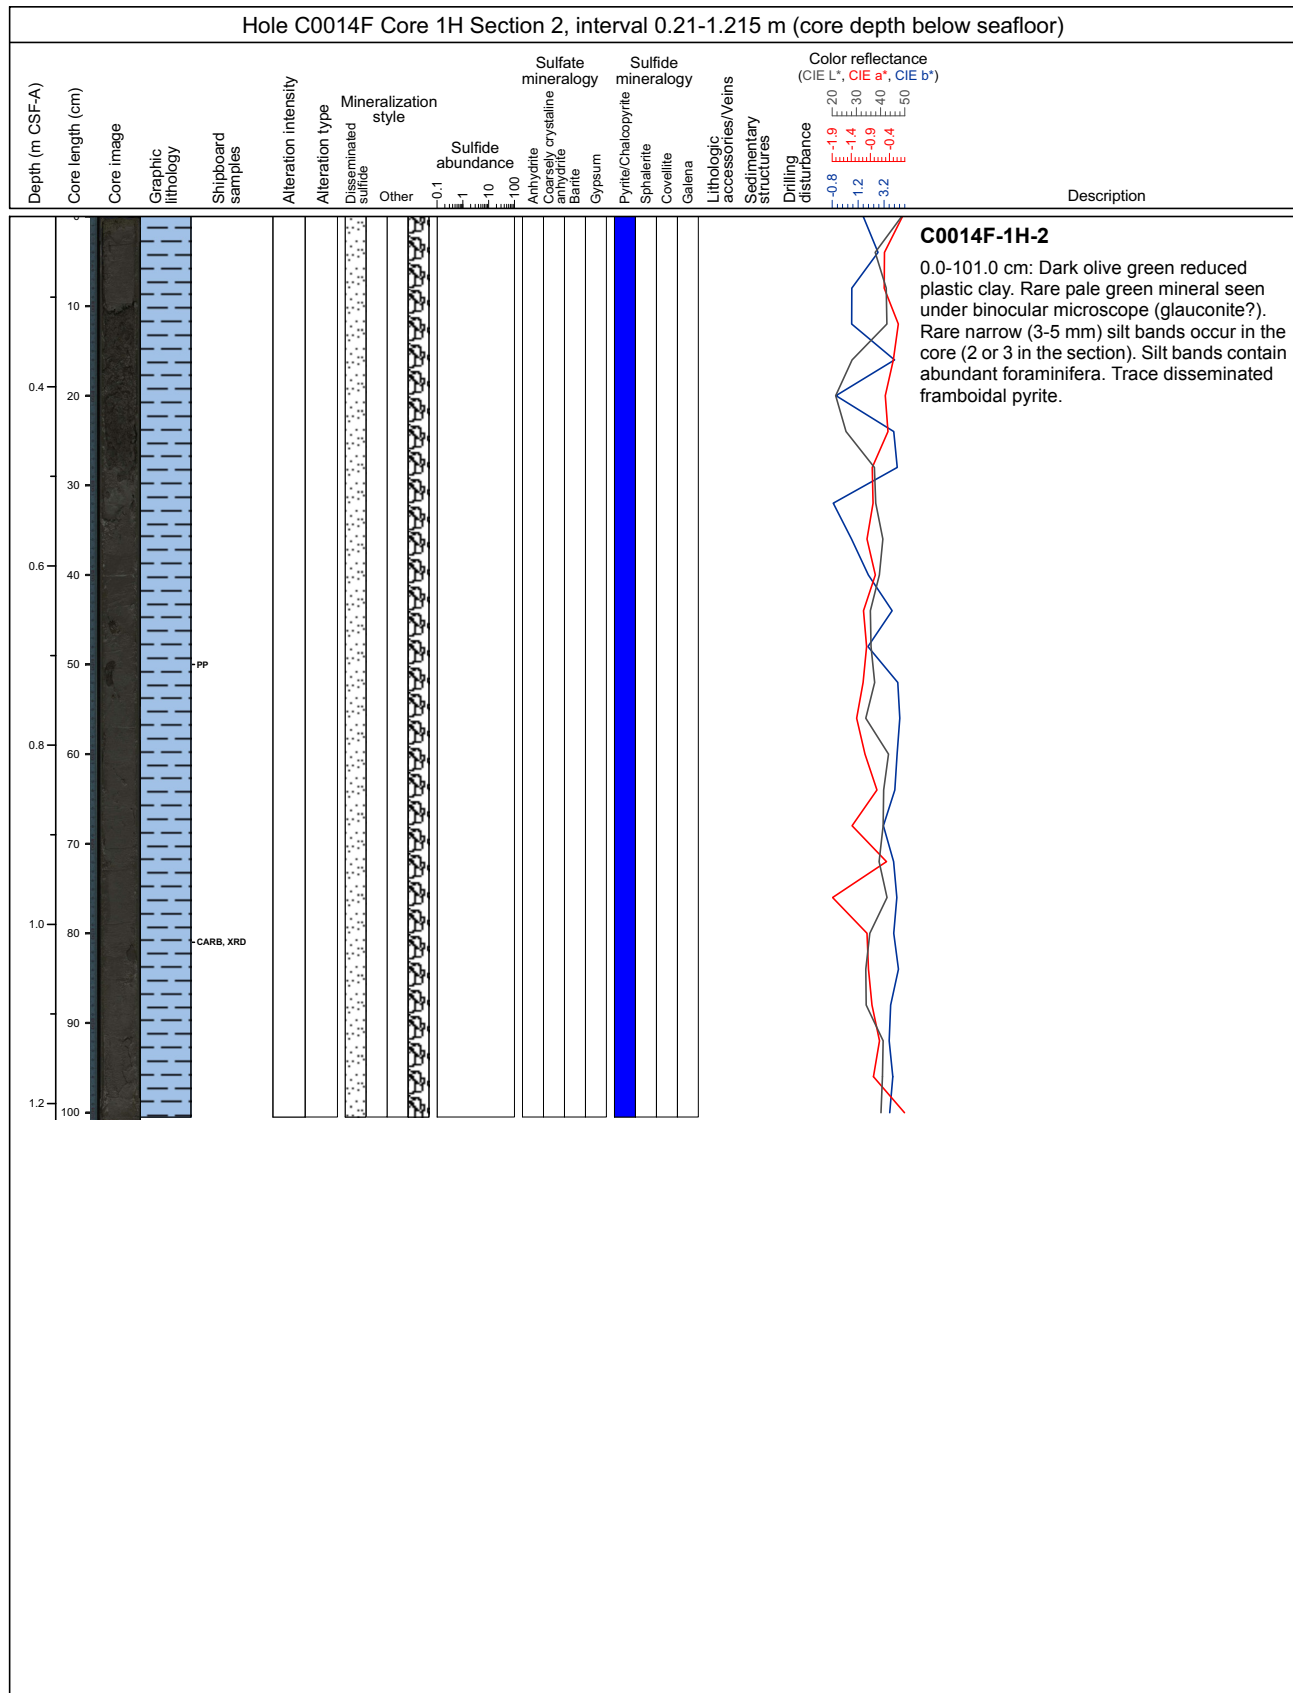 Hole C0014F Core 1H Section 2, interval 0.21-1.215 m (core depth below seafloor)
Depth (m CSF-A)
Core length (cm)
Core image
Graphic
lithology
Shipboard
samples
Alteration intensity
Alteration type
Mineralization
style
Disseminated
sulfide
Other
Sulfide
abundance
0.1
1
10
100
Sulfate
mineralogy
Anhydrite
Coarsely crystaline
anhydrite
Barite
Gypsum
Sulfide
mineralogy
Pyrite/Chalcopyrite
Sphalerite
Covellite
Galena
Lithologic
accessories/Veins
Sedimentary
structures
Drilling
disturbance
Color reflectance
(CIE L*, CIE a*, CIE b*)
20 30 40 50
-1.9 -1.4 -0.9 -0.4
-0.8 1.2 3.2
Description
0
10
20
30
40
50
60
70
80
90
100
0.4
0.6
0.8
1.0
1.2
PP
CARB, XRD
C0014F-1H-2
0.0-101.0 cm: Dark olive green reduced
plastic clay. Rare pale green mineral seen
under binocular microscope (glauconite?).
Rare narrow (3-5 mm) silt bands occur in the
core (2 or 3 in the section). Silt bands contain
abundant foraminifera. Trace disseminated
framboidal pyrite.